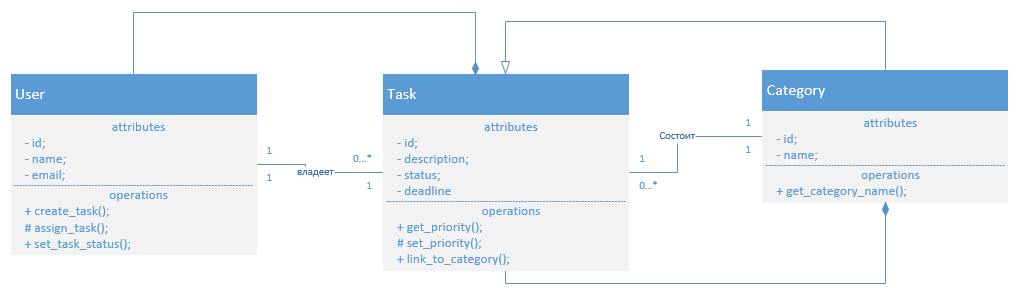 User
attributes
- id;
- name;
- email;
operations
+ create_task();
# assign_task();
+ set_task_status();
1
1
владеет
0...*
1
Task
attributes
- id;
- description;
- status;
- deadline
operations
+ get_priority();
# set_priority();
+ link_to_category();
1
0...*
Состоит
1
1
Category
attributes
- id;
- name;
operations
+ get_category_name();